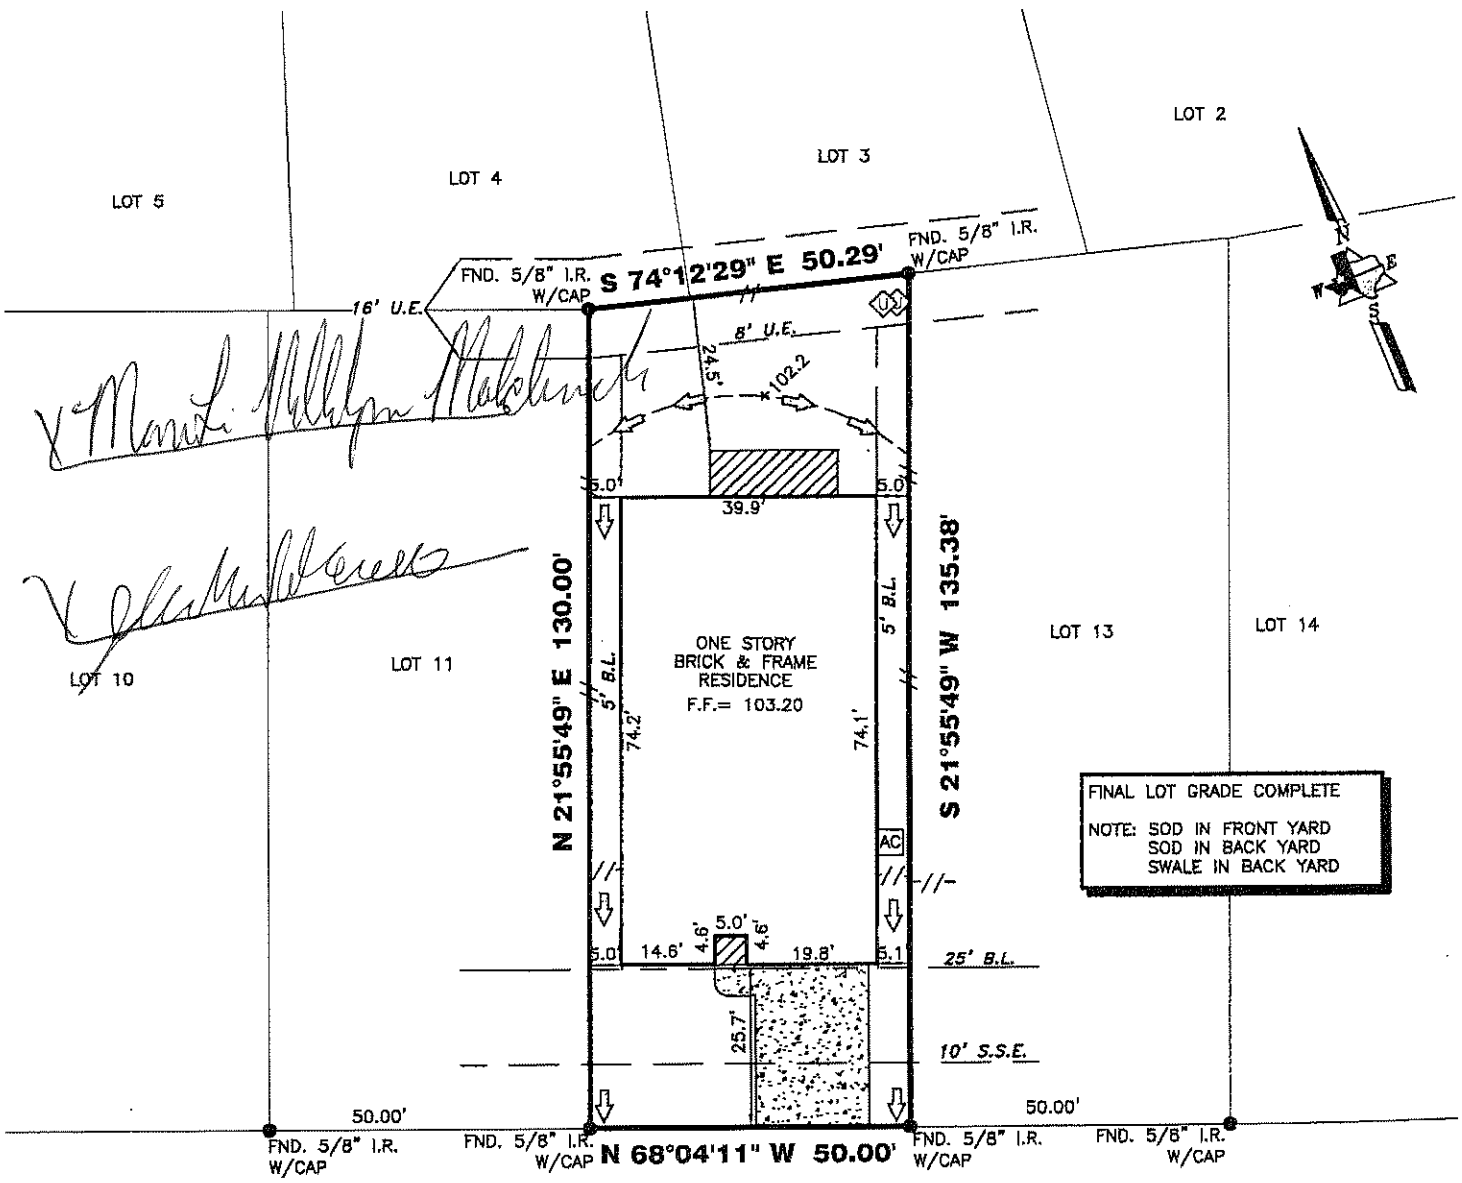 LOT 2
LOT 3
LOT 4
LOT 5
N
E
W
S
FND. 5/8" I.R.
W/CAP
FND. 5/8" I.R.
W/CAP
S 74°12'29" E 50.29'
16' U.E.
8' U.E.
24.5'
102.2
5.0'
39.9'
5.0
N 21°55'49" E 130.00'
5' B.L.
74.2'
ONE STORY
BRICK & FRAME
RESIDENCE
F.F.= 103.20
74.1'
5' B.L.
S 21°55'49" W 135.38'
LOT 10
LOT 11
LOT 13
LOT 14
FINAL LOT GRADE COMPLETE
NOTE: SOD IN FRONT YARD
SOD IN BACK YARD
SWALE IN BACK YARD
AC
5.0'
14.6'
4.6'
5.0'
4.6'
19.8'
5.1
25' B.L.
25.7'
10' S.S.E.
50.00'
50.00'
FND. 5/8" I.R.
W/CAP
FND. 5/8" I.R.
W/CAP
N 68°04'11" W 50.00'
FND. 5/8" I.R.
W/CAP
FND. 5/8" I.R.
W/CAP